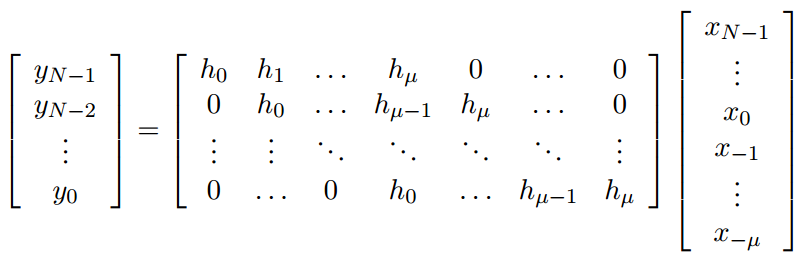 [ y_{N−1} ] = [ h_0 h_1 … h_μ 0 … 0 ] [ x_{N−1} ]
[ y_{N−2} ] [ 0 h_0 … h_{μ−1} h_μ … 0 ] [ ⋮ ]
[ ⋮ ] [ ⋮ ⋮ ⋱ ⋱ ⋱ ⋱ ⋮ ] [ x_0 ]
[ y_0 ] [ 0 … 0 h_0 … h_{μ−1} h_μ ] [ x_{−1} ]
[ ⋮ ]
[ x_{−μ} ]